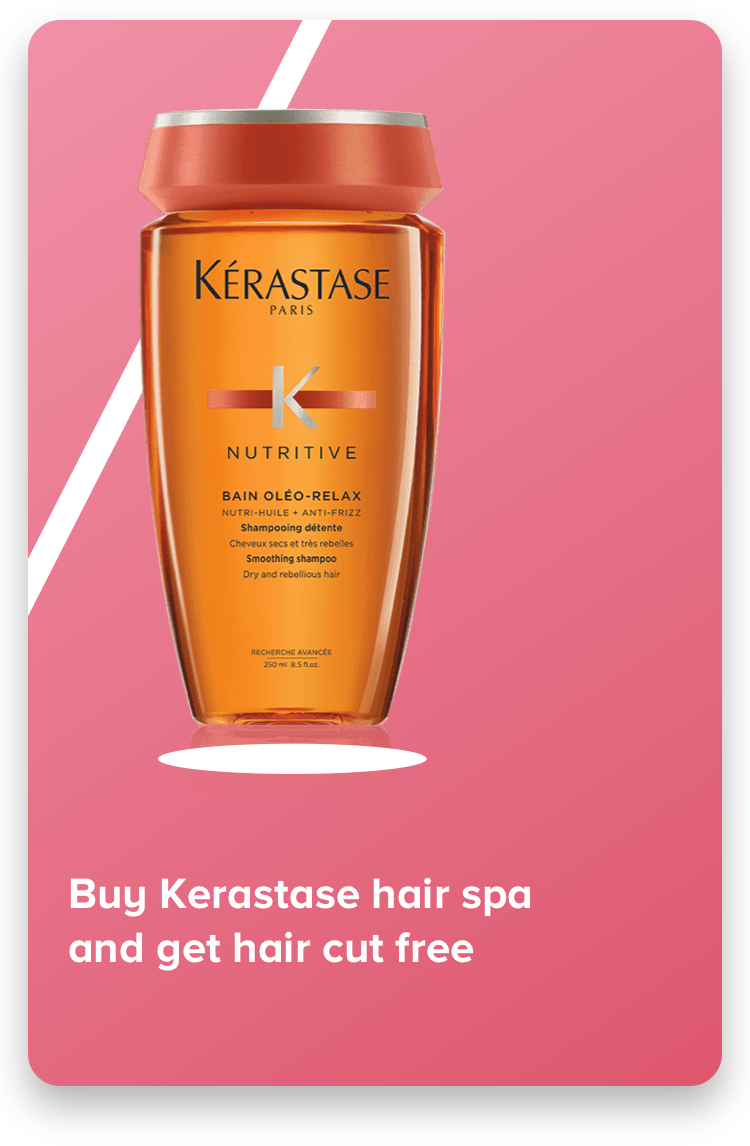 KÉRASTASE
PARIS
K
NUTRITIVE
BAIN OLÉO-RELAX
NUTRI-HUILE + ANTI-FRIZZ
Shampooing détente
Cheveux secs et très rebelles
Smoothing shampoo
Dry and rebellious hair
RECHERCHE AVANCÉE
250 ml 8.5 fl.oz.
Buy Kerastase hair spa
and get hair cut free